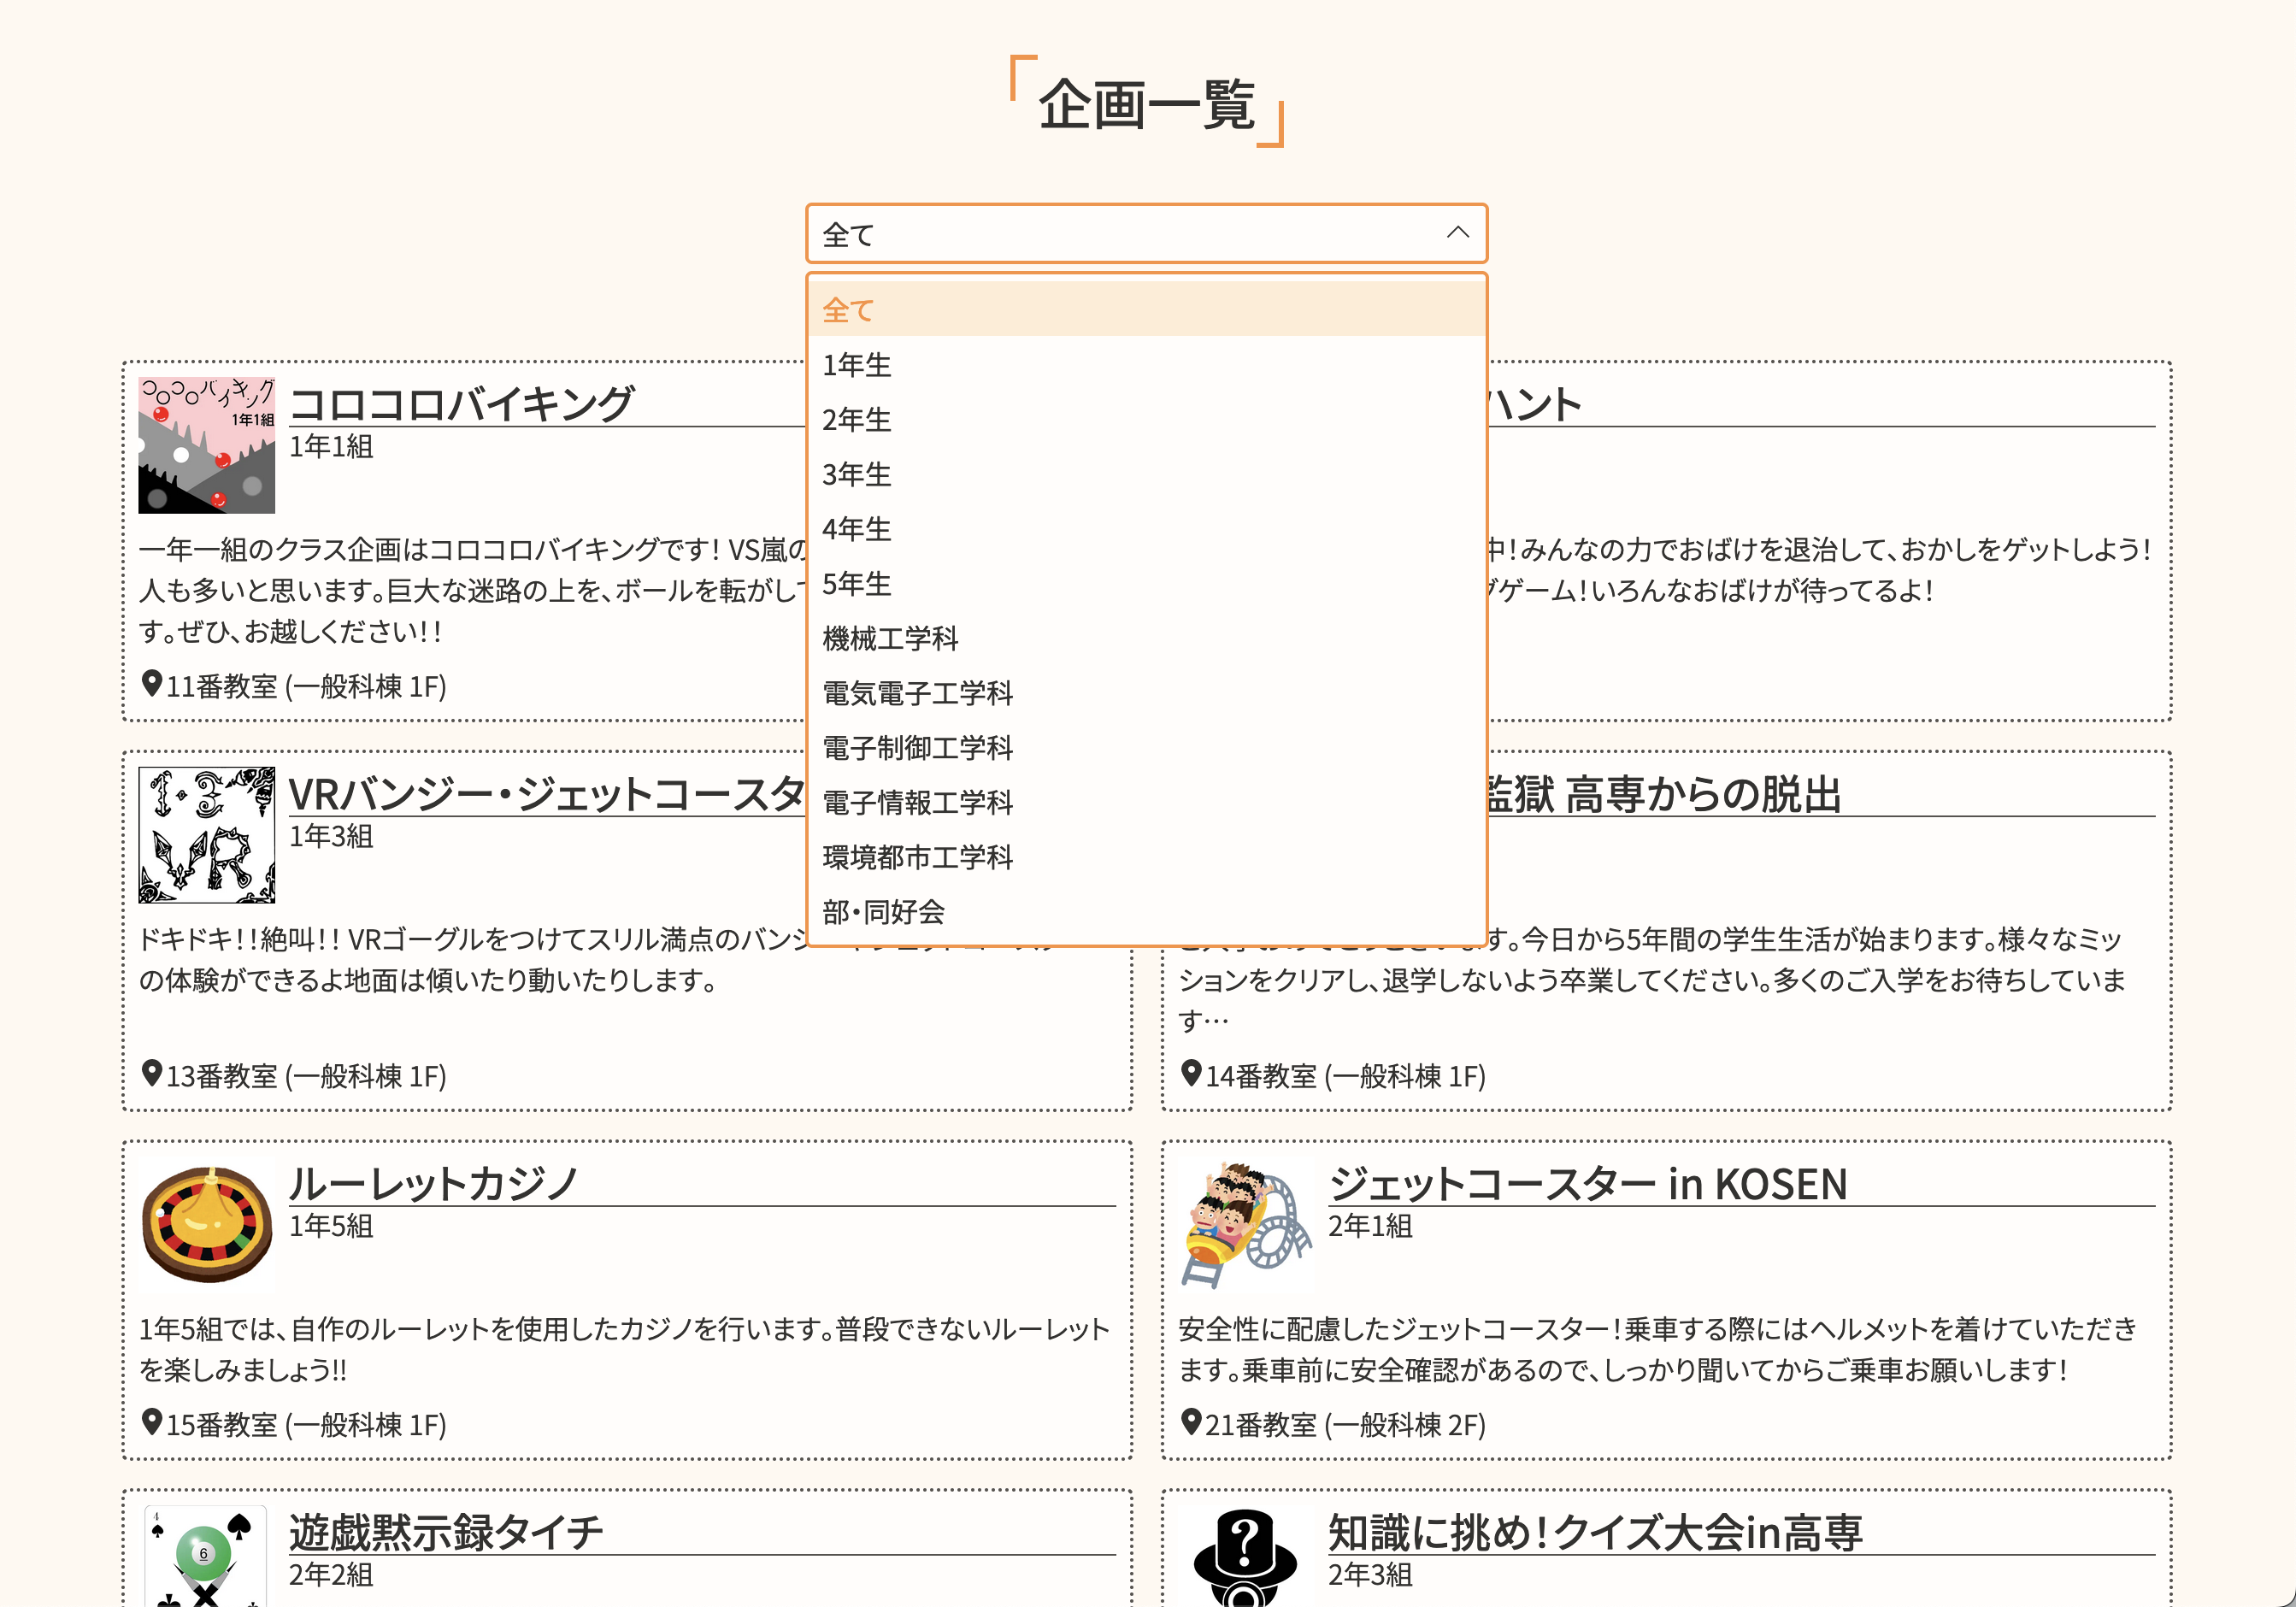 企画一覧
全て
全て
1年生
2年生
3年生
4年生
5年生
機械工学科
電気電子工学科
電子制御工学科
電子情報工学科
環境都市工学科
部・同好会
コロコロバイキング
1年1組
コロコロバイキング
1年1組
一年一組のクラス企画はコロコロバイキングです！VS嵐の
人も多いと思います。巨大な迷路の上を、ボールを転がして
す。ぜひ、お越しください！！
11番教室 (一般科棟 1F)
ハント
中！みんなの力でおばけを退治して、おかしをゲットしよう！
ゲーム！いろんなおばけが待ってるよ！
1・3
VR
VRバンジー・ジェットコースタ
1年3組
ドキドキ！！絶叫！！VRゴーグルをつけてスリル満点のバンジ
の体験ができるよ地面は傾いたり動いたりします。
13番教室 (一般科棟 1F)
監獄 高専からの脱出
す。今日から5年間の学生生活が始まります。様々なミッ
ションをクリアし、退学しないよう卒業してください。多くのご入学をお待ちしていま
す…
14番教室 (一般科棟 1F)
ルーレットカジノ
1年5組
1年5組では、自作のルーレットを使用したカジノを行います。普段できないルーレット
を楽しみましょう!!
15番教室 (一般科棟 1F)
ジェットコースター in KOSEN
2年1組
安全性に配慮したジェットコースター！乗車する際にはヘルメットを着けていただき
ます。乗車前に安全確認があるので、しっかり聞いてからご乗車お願いします！
21番教室 (一般科棟 2F)
4
6
遊戯黙示録タイチ
2年2組
?
知識に挑め！クイズ大会in高専
2年3組